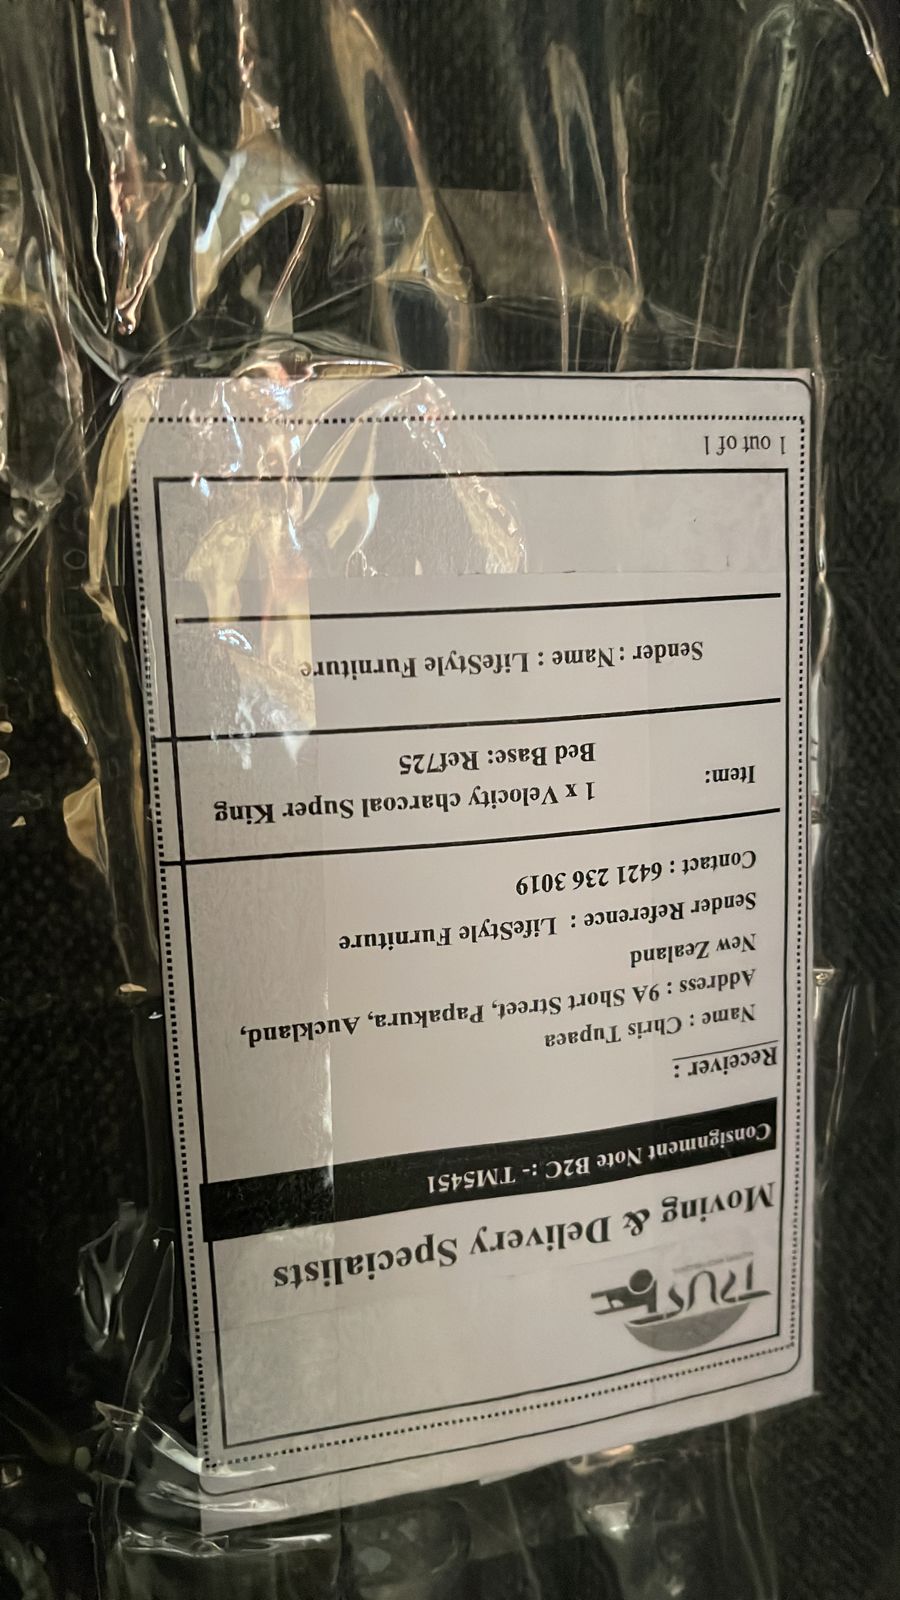 TRUST
Moving & Delivery Specialists
Consignment Note B2C :- TM5451
Receiver :
Name : Chris Tupaea
Address : 9A Short Street, Papakura, Auckland,
New Zealand
Sender Reference : LifeStyle Furniture
Contact : 6421 236 3019
Item: 1 x Velocity charcoal Super King
Bed Base: Ref725
Sender : Name : LifeStyle Furniture
1 out of 1